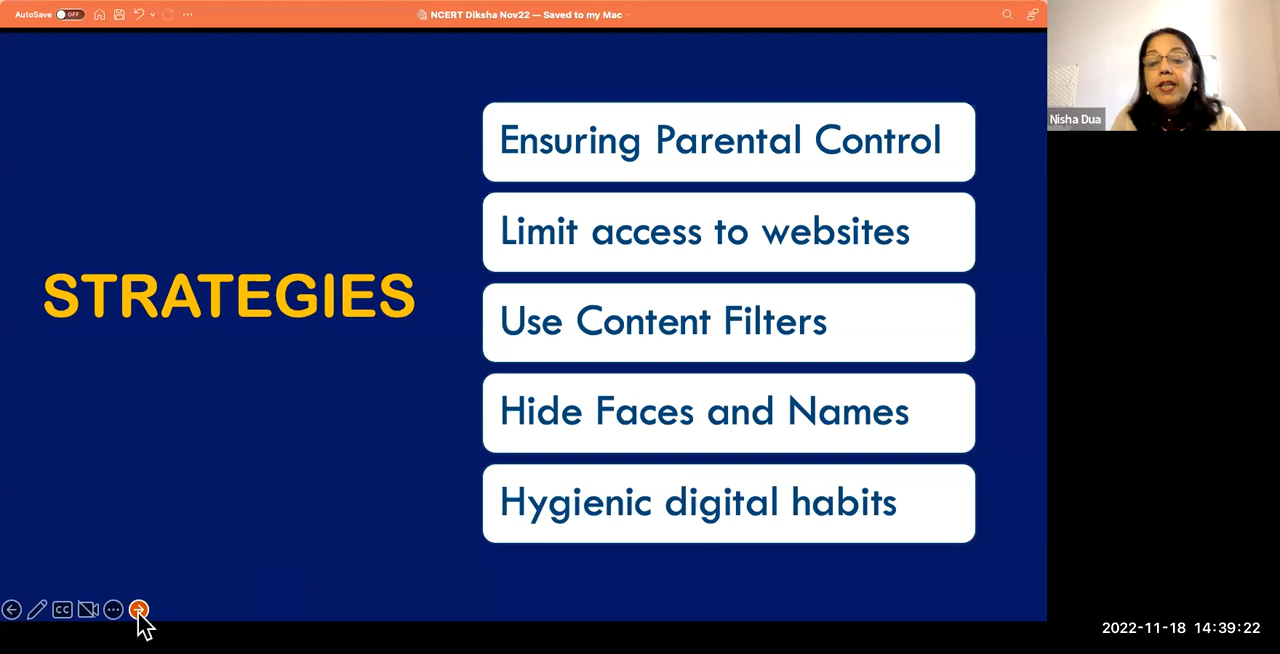 AutoSave OFF
NCERT Diksha Nov22 — Saved to my Mac
Nisha Dua
STRATEGIES
Ensuring Parental Control
Limit access to websites
Use Content Filters
Hide Faces and Names
Hygienic digital habits
CC
2022-11-18 14:39:22